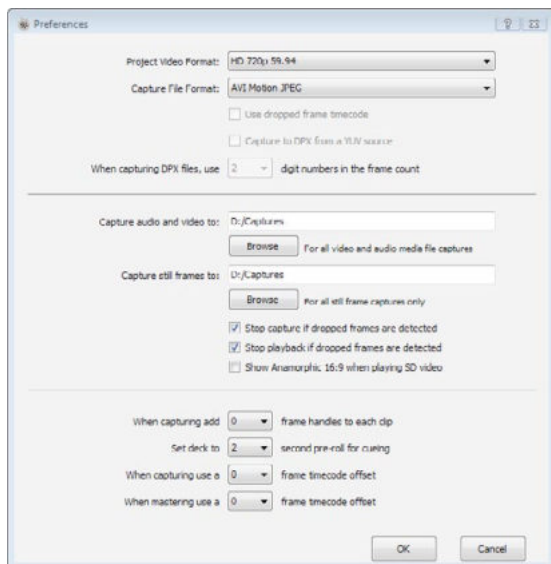 Preferences
Project Video Format: HD 720p 59.94
Capture File Format: AVI Motion JPEG
Use dropped frame timecode
Capture to DPX from a YUV source
When capturing DPX files, use 2 digit numbers in the frame count
Capture audio and video to: D:/Captures
Browse For all video and audio media file captures
Capture still frames to: D:/Captures
Browse For all still frame captures only
Stop capture if dropped frames are detected
Stop playback if dropped frames are detected
Show Anamorphic 16:9 when playing SD video
When capturing add 0 frame handles to each clip
Set deck to 2 second pre-roll for cueing
When capturing use a 0 frame timecode offset
When mastering use a 0 frame timecode offset
OK Cancel